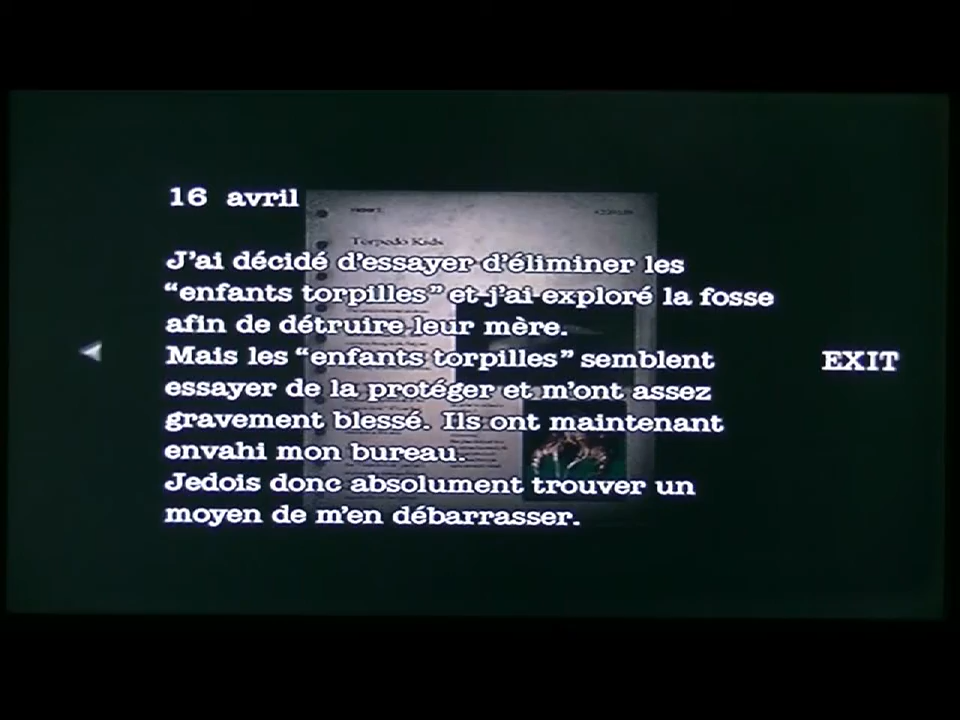 16 avril
Torpedo Kids
J'ai décidé d'essayer d'éliminer les
“enfants torpilles” et j'ai exploré la fosse
afin de détruire leur mère.
Mais les “enfants torpilles” semblent
essayer de la protéger et m'ont assez
gravement blessé. Ils ont maintenant
envahi mon bureau.
Jedois donc absolument trouver un
moyen de m'en débarrasser.
EXIT